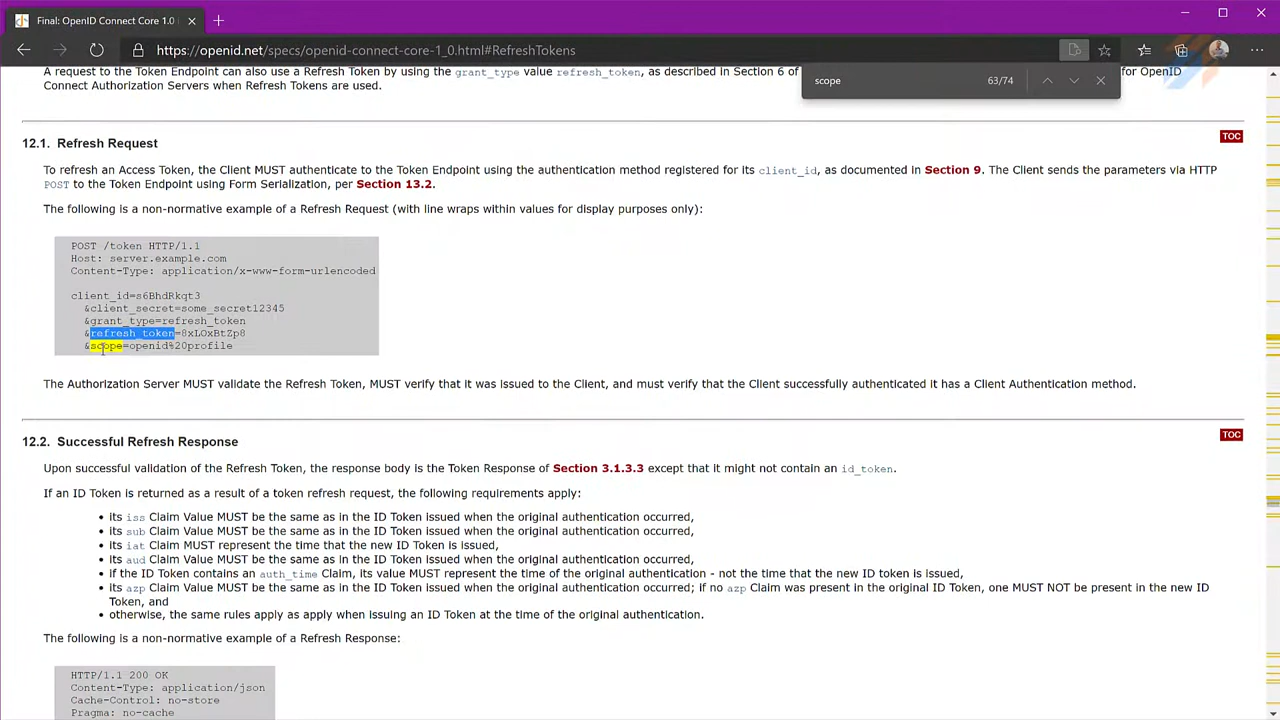 Final: OpenID Connect Core 1.0
https://openid.net/specs/openid-connect-core-1_0.html#RefreshTokens
scope
63/74
A request to the Token Endpoint can also use a Refresh Token by using the grant_type value refresh_token, as described in Section 6 of
for OpenID
Connect Authorization Servers when Refresh Tokens are used.
TOC
12.1. Refresh Request
To refresh an Access Token, the Client MUST authenticate to the Token Endpoint using the authentication method registered for its client_id, as documented in Section 9. The Client sends the parameters via HTTP
POST to the Token Endpoint using Form Serialization, per Section 13.2.
The following is a non-normative example of a Refresh Request (with line wraps within values for display purposes only):
POST /token HTTP/1.1
Host: server.example.com
Content-Type: application/x-www-form-urlencoded
client_id=s6BhdRkqt3
&client_secret=some_secret12345
&grant_type=refresh_token
&refresh_token=8xLOxBtZp8
&scope=openid%20profile
The Authorization Server MUST validate the Refresh Token, MUST verify that it was issued to the Client, and must verify that the Client successfully authenticated it has a Client Authentication method.
TOC
12.2. Successful Refresh Response
Upon successful validation of the Refresh Token, the response body is the Token Response of Section 3.1.3.3 except that it might not contain an id_token.
If an ID Token is returned as a result of a token refresh request, the following requirements apply:
• its iss Claim Value MUST be the same as in the ID Token issued when the original authentication occurred,
• its sub Claim Value MUST be the same as in the ID Token issued when the original authentication occurred,
• its iat Claim MUST represent the time that the new ID Token is issued,
• its aud Claim Value MUST be the same as in the ID Token issued when the original authentication occurred,
• if the ID Token contains an auth_time Claim, its value MUST represent the time of the original authentication - not the time that the new ID token is issued,
• its azp Claim Value MUST be the same as in the ID Token issued when the original authentication occurred; if no azp Claim was present in the original ID Token, one MUST NOT be present in the new ID
Token, and
• otherwise, the same rules apply as apply when issuing an ID Token at the time of the original authentication.
The following is a non-normative example of a Refresh Response:
HTTP/1.1 200 OK
Content-Type: application/json
Cache-Control: no-store
Pragma: no-cache